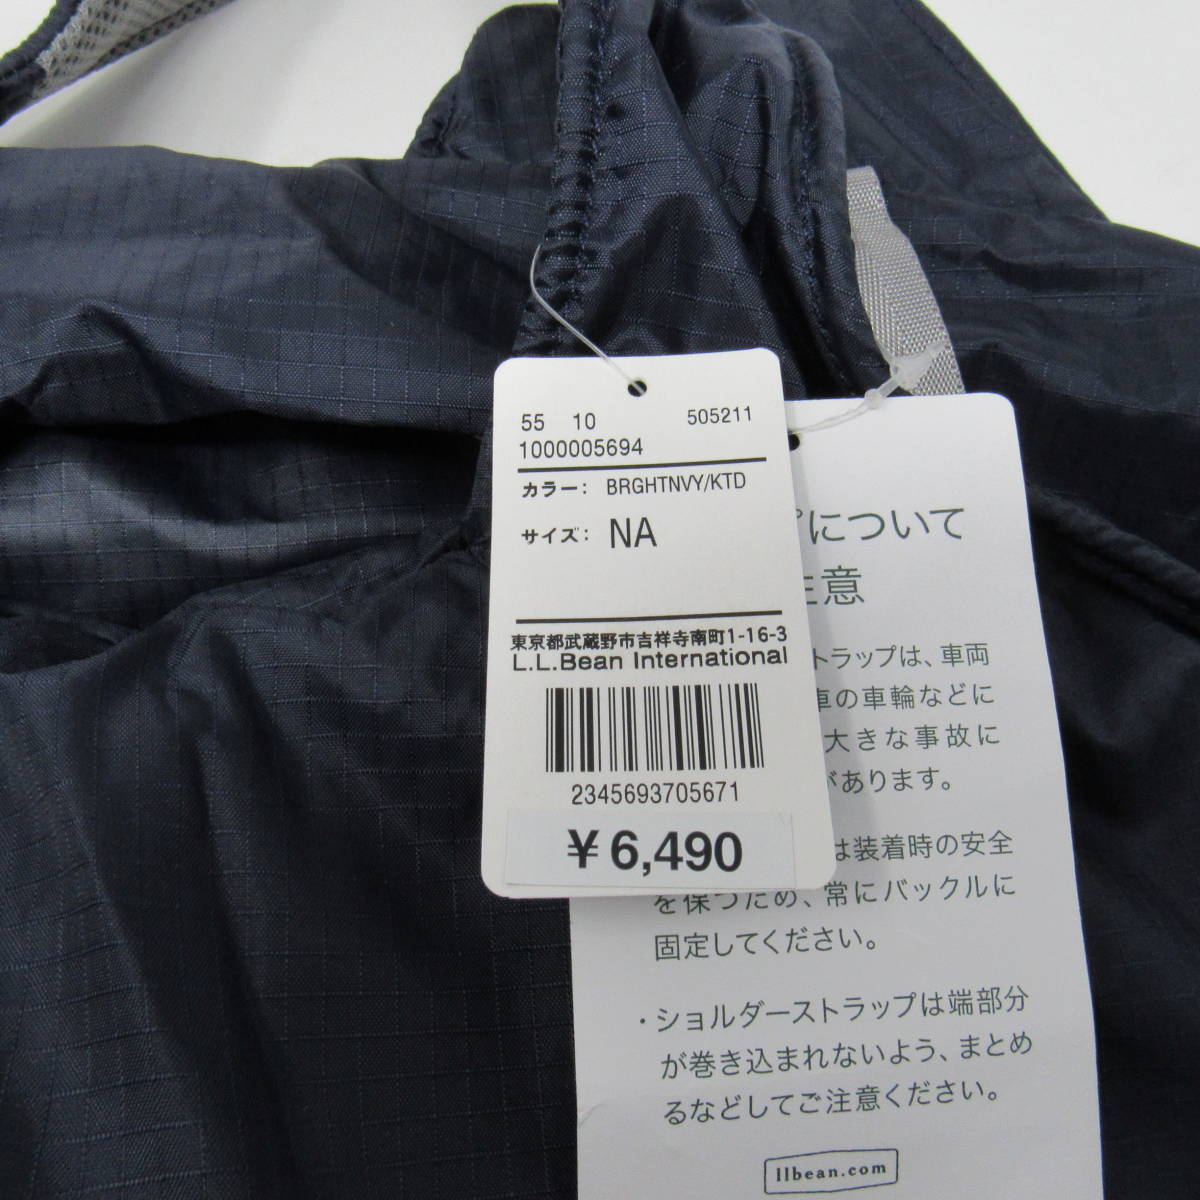 55 10 505211
1000005694
カラー: BRGHTNVY/KTD
サイズ: NA
東京都武蔵野市吉祥寺南町1-16-3
L.L.Bean International
2345693705671
¥6,490
について
意
トラップは、車両
の車輪などに
大きな事故に
があります。
は装着時の安全
を保つため、常にバックルに
固定してください。
・ショルダーストラップは端部分
が巻き込まれないよう、まとめ
るなどしてご注意ください。
llbean.com